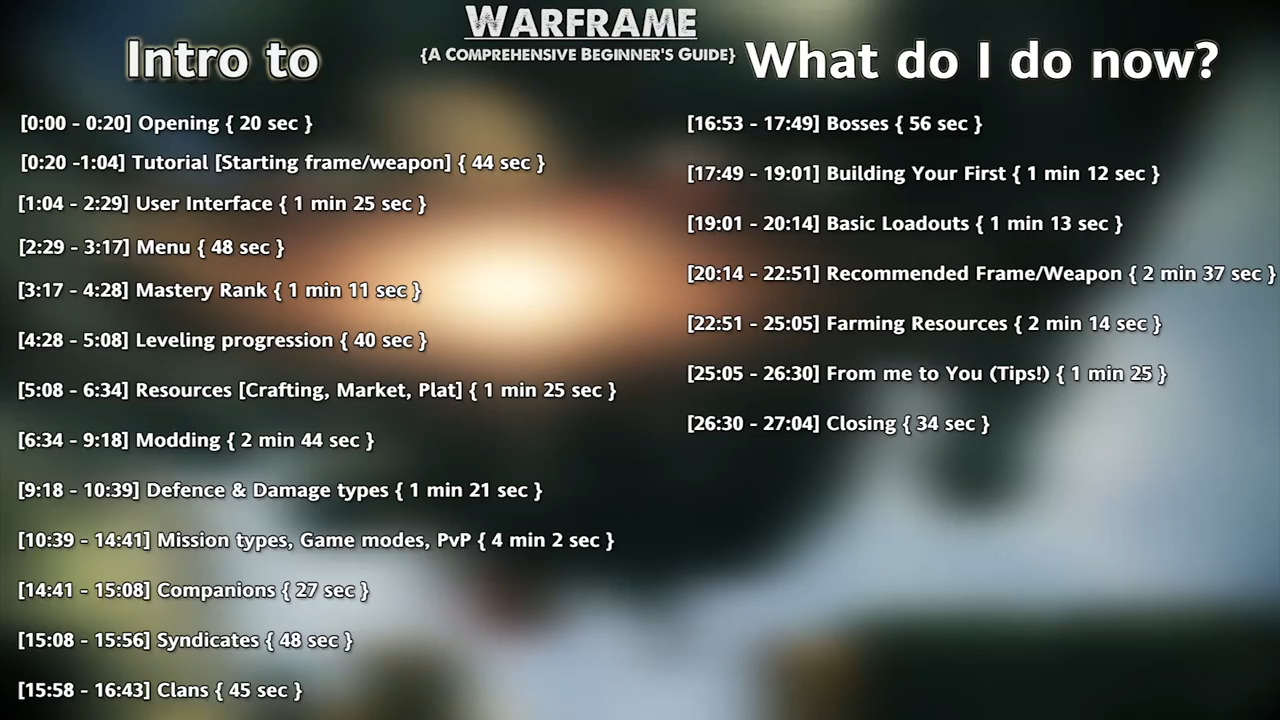 WARFRAME
{A COMPREHENSIVE BEGINNER'S GUIDE}
Intro to
[0:00 - 0:20] Opening { 20 sec }
[0:20 -1:04] Tutorial [Starting frame/weapon] { 44 sec }
[1:04 - 2:29] User Interface { 1 min 25 sec }
[2:29 - 3:17] Menu { 48 sec }
[3:17 - 4:28] Mastery Rank { 1 min 11 sec }
[4:28 - 5:08] Leveling progression { 40 sec }
[5:08 - 6:34] Resources [Crafting, Market, Plat] { 1 min 25 sec }
[6:34 - 9:18] Modding { 2 min 44 sec }
[9:18 - 10:39] Defence & Damage types { 1 min 21 sec }
[10:39 - 14:41] Mission types, Game modes, PvP { 4 min 2 sec }
[14:41 - 15:08] Companions { 27 sec }
[15:08 - 15:56] Syndicates { 48 sec }
[15:58 - 16:43] Clans { 45 sec }
What do I do now?
[16:53 - 17:49] Bosses { 56 sec }
[17:49 - 19:01] Building Your First { 1 min 12 sec }
[19:01 - 20:14] Basic Loadouts { 1 min 13 sec }
[20:14 - 22:51] Recommended Frame/Weapon { 2 min 37 sec }
[22:51 - 25:05] Farming Resources { 2 min 14 sec }
[25:05 - 26:30] From me to You (Tips!) { 1 min 25 }
[26:30 - 27:04] Closing { 34 sec }